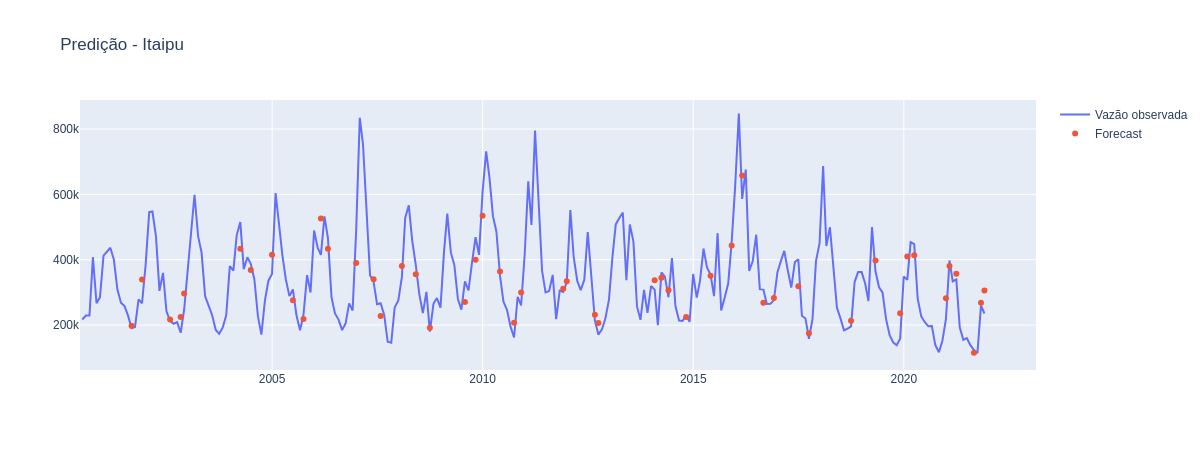 Predição - Itaipu
Vazão observada
Forecast
800k
600k
400k
200k
2005
2010
2015
2020